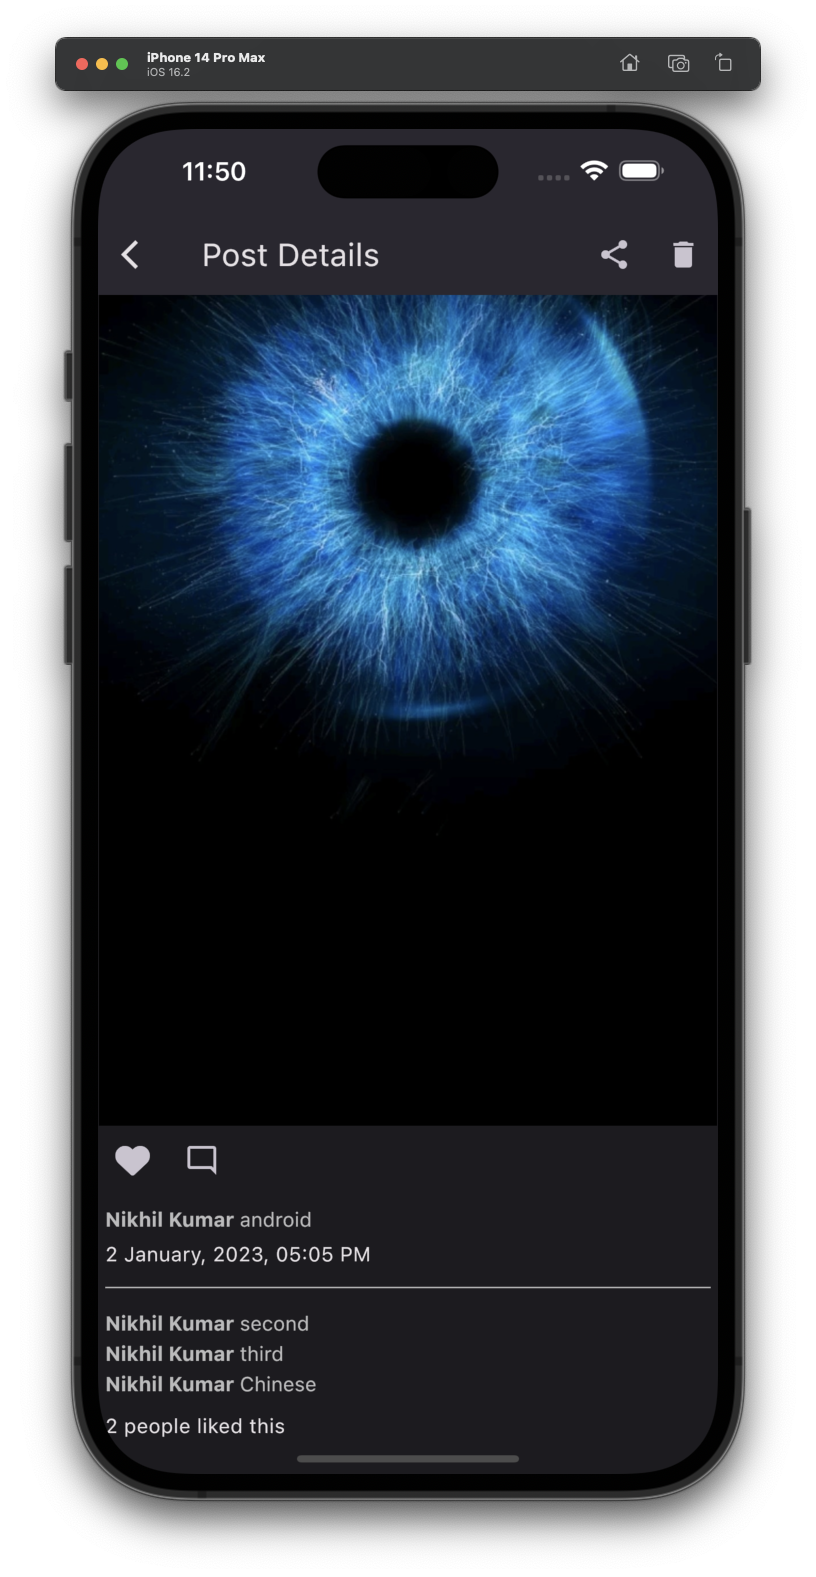 iPhone 14 Pro Max
iOS 16.2
11:50
Post Details
Nikhil Kumar android
2 January, 2023, 05:05 PM
Nikhil Kumar second
Nikhil Kumar third
Nikhil Kumar Chinese
2 people liked this